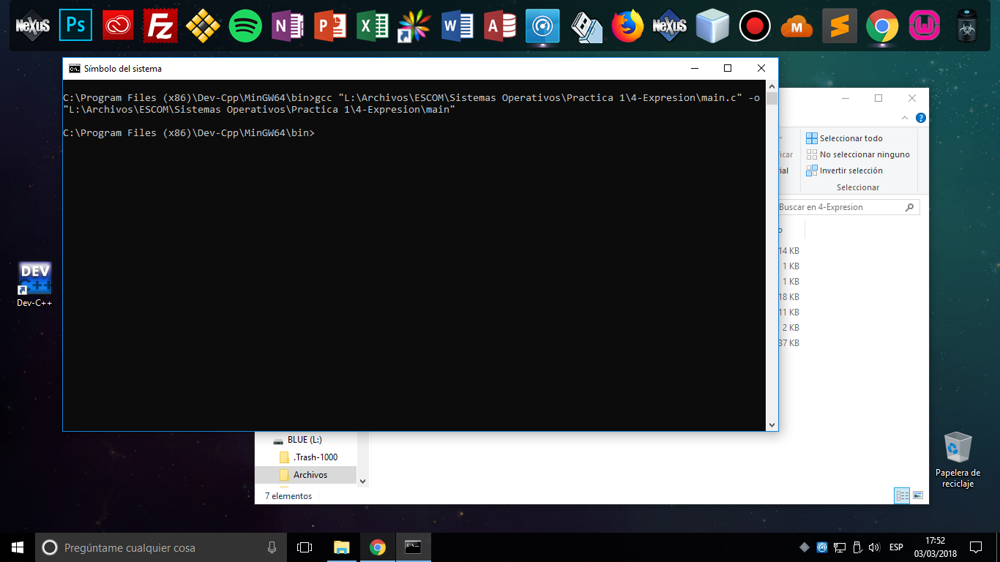 NeXuS
Ps
Fz
N
P
X
W
A
NeXuS
M
W
Símbolo del sistema
C:\Program Files (x86)\Dev-Cpp\MinGW64\bin>gcc "L:\Archivos\ESCOM\Sistemas Operativos\Practica 1\4-Expresion\main.c" -o
"L:\Archivos\ESCOM\Sistemas Operativos\Practica 1\4-Expresion\main"
C:\Program Files (x86)\Dev-Cpp\MinGW64\bin>
Seleccionar todo
icar
No seleccionar ninguno
ial
Invertir selección
Seleccionar
Buscar en 4-Expresion
o
14 KB
1 KB
1 KB
18 KB
11 KB
2 KB
37 KB
DEV
C++
Dev-C++
BLUE (L:)
.Trash-1000
Archivos
7 elementos
Papelera de
reciclaje
Pregúntame cualquier cosa
ESP
17:52
03/03/2018